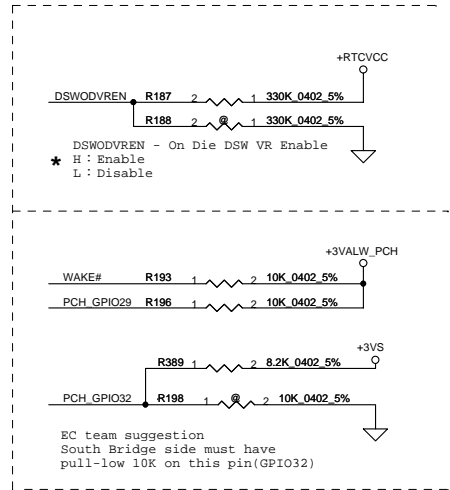 +RTCVCC
DSWODVREN R187 2 1 330K_0402_5%
R188 2 @ 1 330K_0402_5%
DSWODVREN - On Die DSW VR Enable
* H：Enable
L：Disable
+3VALW_PCH
WAKE# R193 1 2 10K_0402_5%
PCH_GPIO29 R196 1 2 10K_0402_5%
+3VS
R389 1 2 8.2K_0402_5%
PCH_GPIO32 R198 1 @ 2 10K_0402_5%
EC team suggestion
South Bridge side must have
pull-low 10K on this pin(GPIO32)